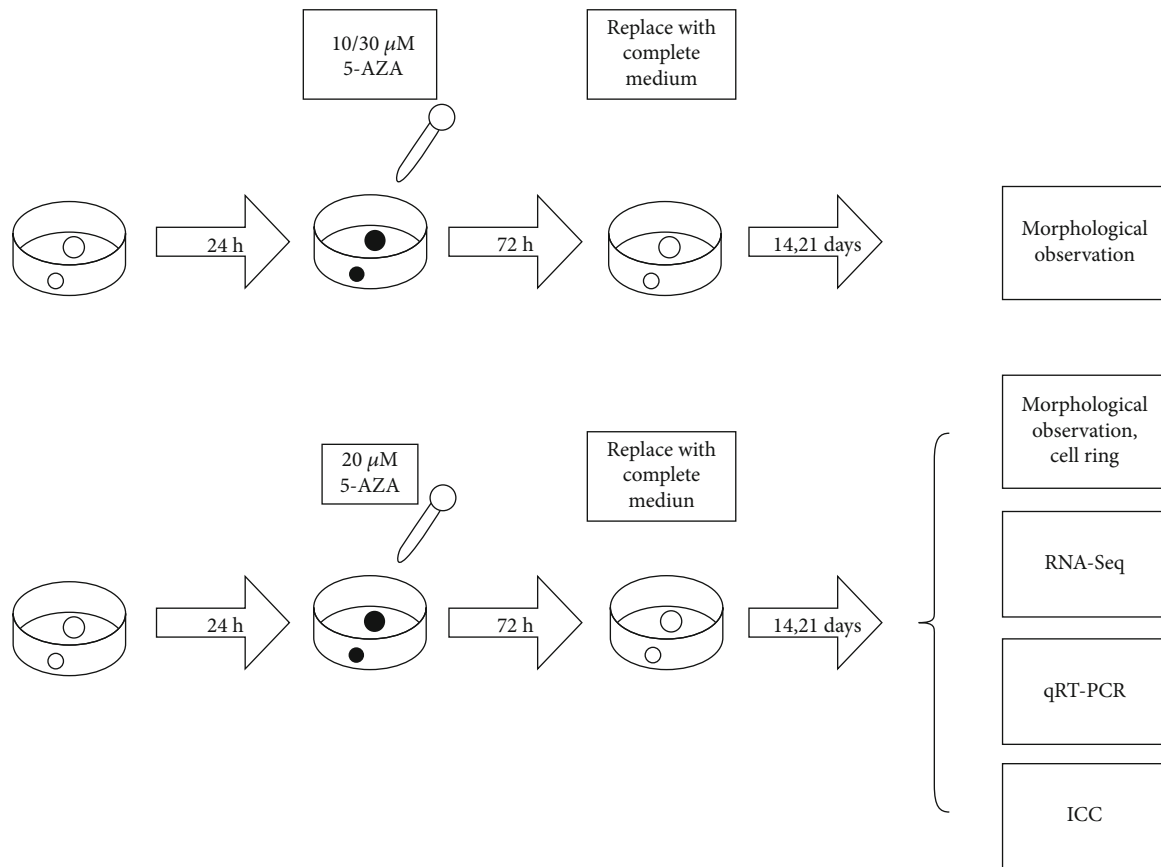 10/30 μM
5-AZA
Replace with
complete
medium
24 h
72 h
14,21 days
Morphological
observation
20 μM
5-AZA
Replace with
complete
mediun
24 h
72 h
14,21 days
Morphological
observation,
cell ring
RNA-Seq
qRT-PCR
ICC